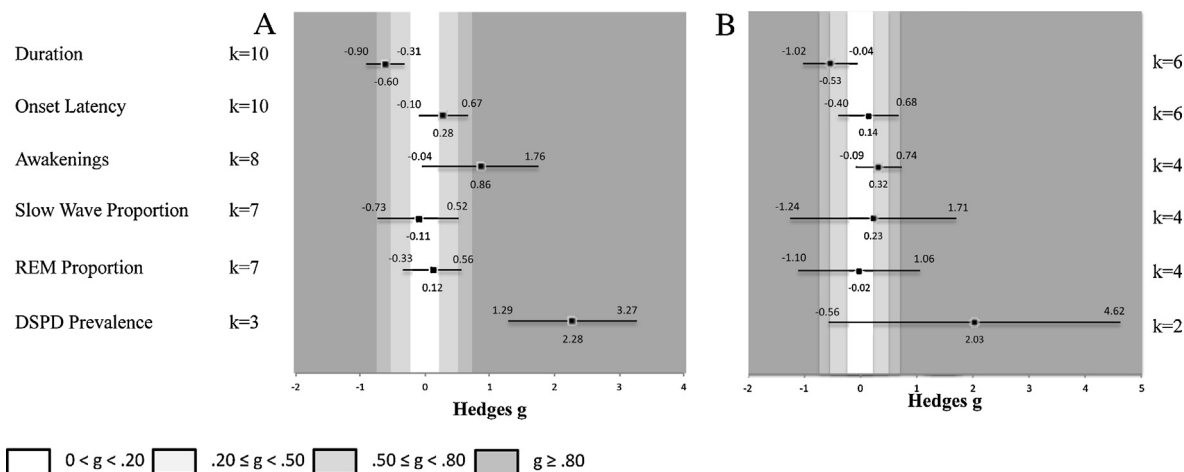 A
B
Duration k=10 -0.90 -0.31 -1.02 -0.04 k=6
-0.60 -0.53
Onset Latency k=10 -0.10 0.67 -0.40 0.68 k=6
0.28 0.14
Awakenings k=8 -0.04 1.76 -0.09 0.74 k=4
0.86 0.32
Slow Wave Proportion k=7 -0.73 0.52 -1.24 1.71 k=4
-0.11 0.23
REM Proportion k=7 -0.33 0.56 -1.10 1.06 k=4
0.12 -0.02
DSPD Prevalence k=3 1.29 3.27 -0.56 4.62 k=2
2.28 2.03
-2 -1 0 1 2 3 4 -2 -1 0 1 2 3 4 5
Hedges g Hedges g
0 < g < .20 .20 ≤ g < .50 .50 ≤ g < .80 g ≥ .80